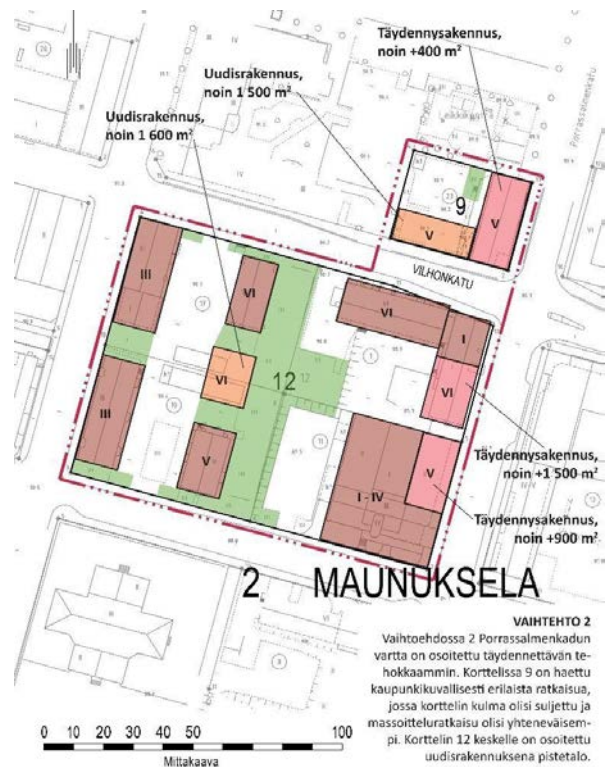 Täydennysakennus,
noin +400 m²
Uudisrakennus,
noin 1 500 m²
Uudisrakennus,
noin 1 600 m²
Porrassalmenkatu
9
V
V
VILHONKATU
III
VI
VI
I
VI
12
VI
III
V
I - IV
V
Täydennysakennus,
noin +1 500 m²
Täydennysakennus,
noin +900 m²
2 MAUNUKSELA
VAIHTEHTO 2
Vaihtoehdossa 2 Porrassalmenkadun
vartta on osoitettu täydennettävän te-
hokkaammin. Korttelissa 9 on haettu
kaupunkikuvallisesti erilaista ratkaisua,
jossa korttelin kulma olisi suljettu ja
massoitteluratkaisu olisi yhteneväisem-
pi. Korttelin 12 keskelle on osoitettu
uudisrakennuksena pistetalo.
0 10 20 30 40 50 100
Mittakaava